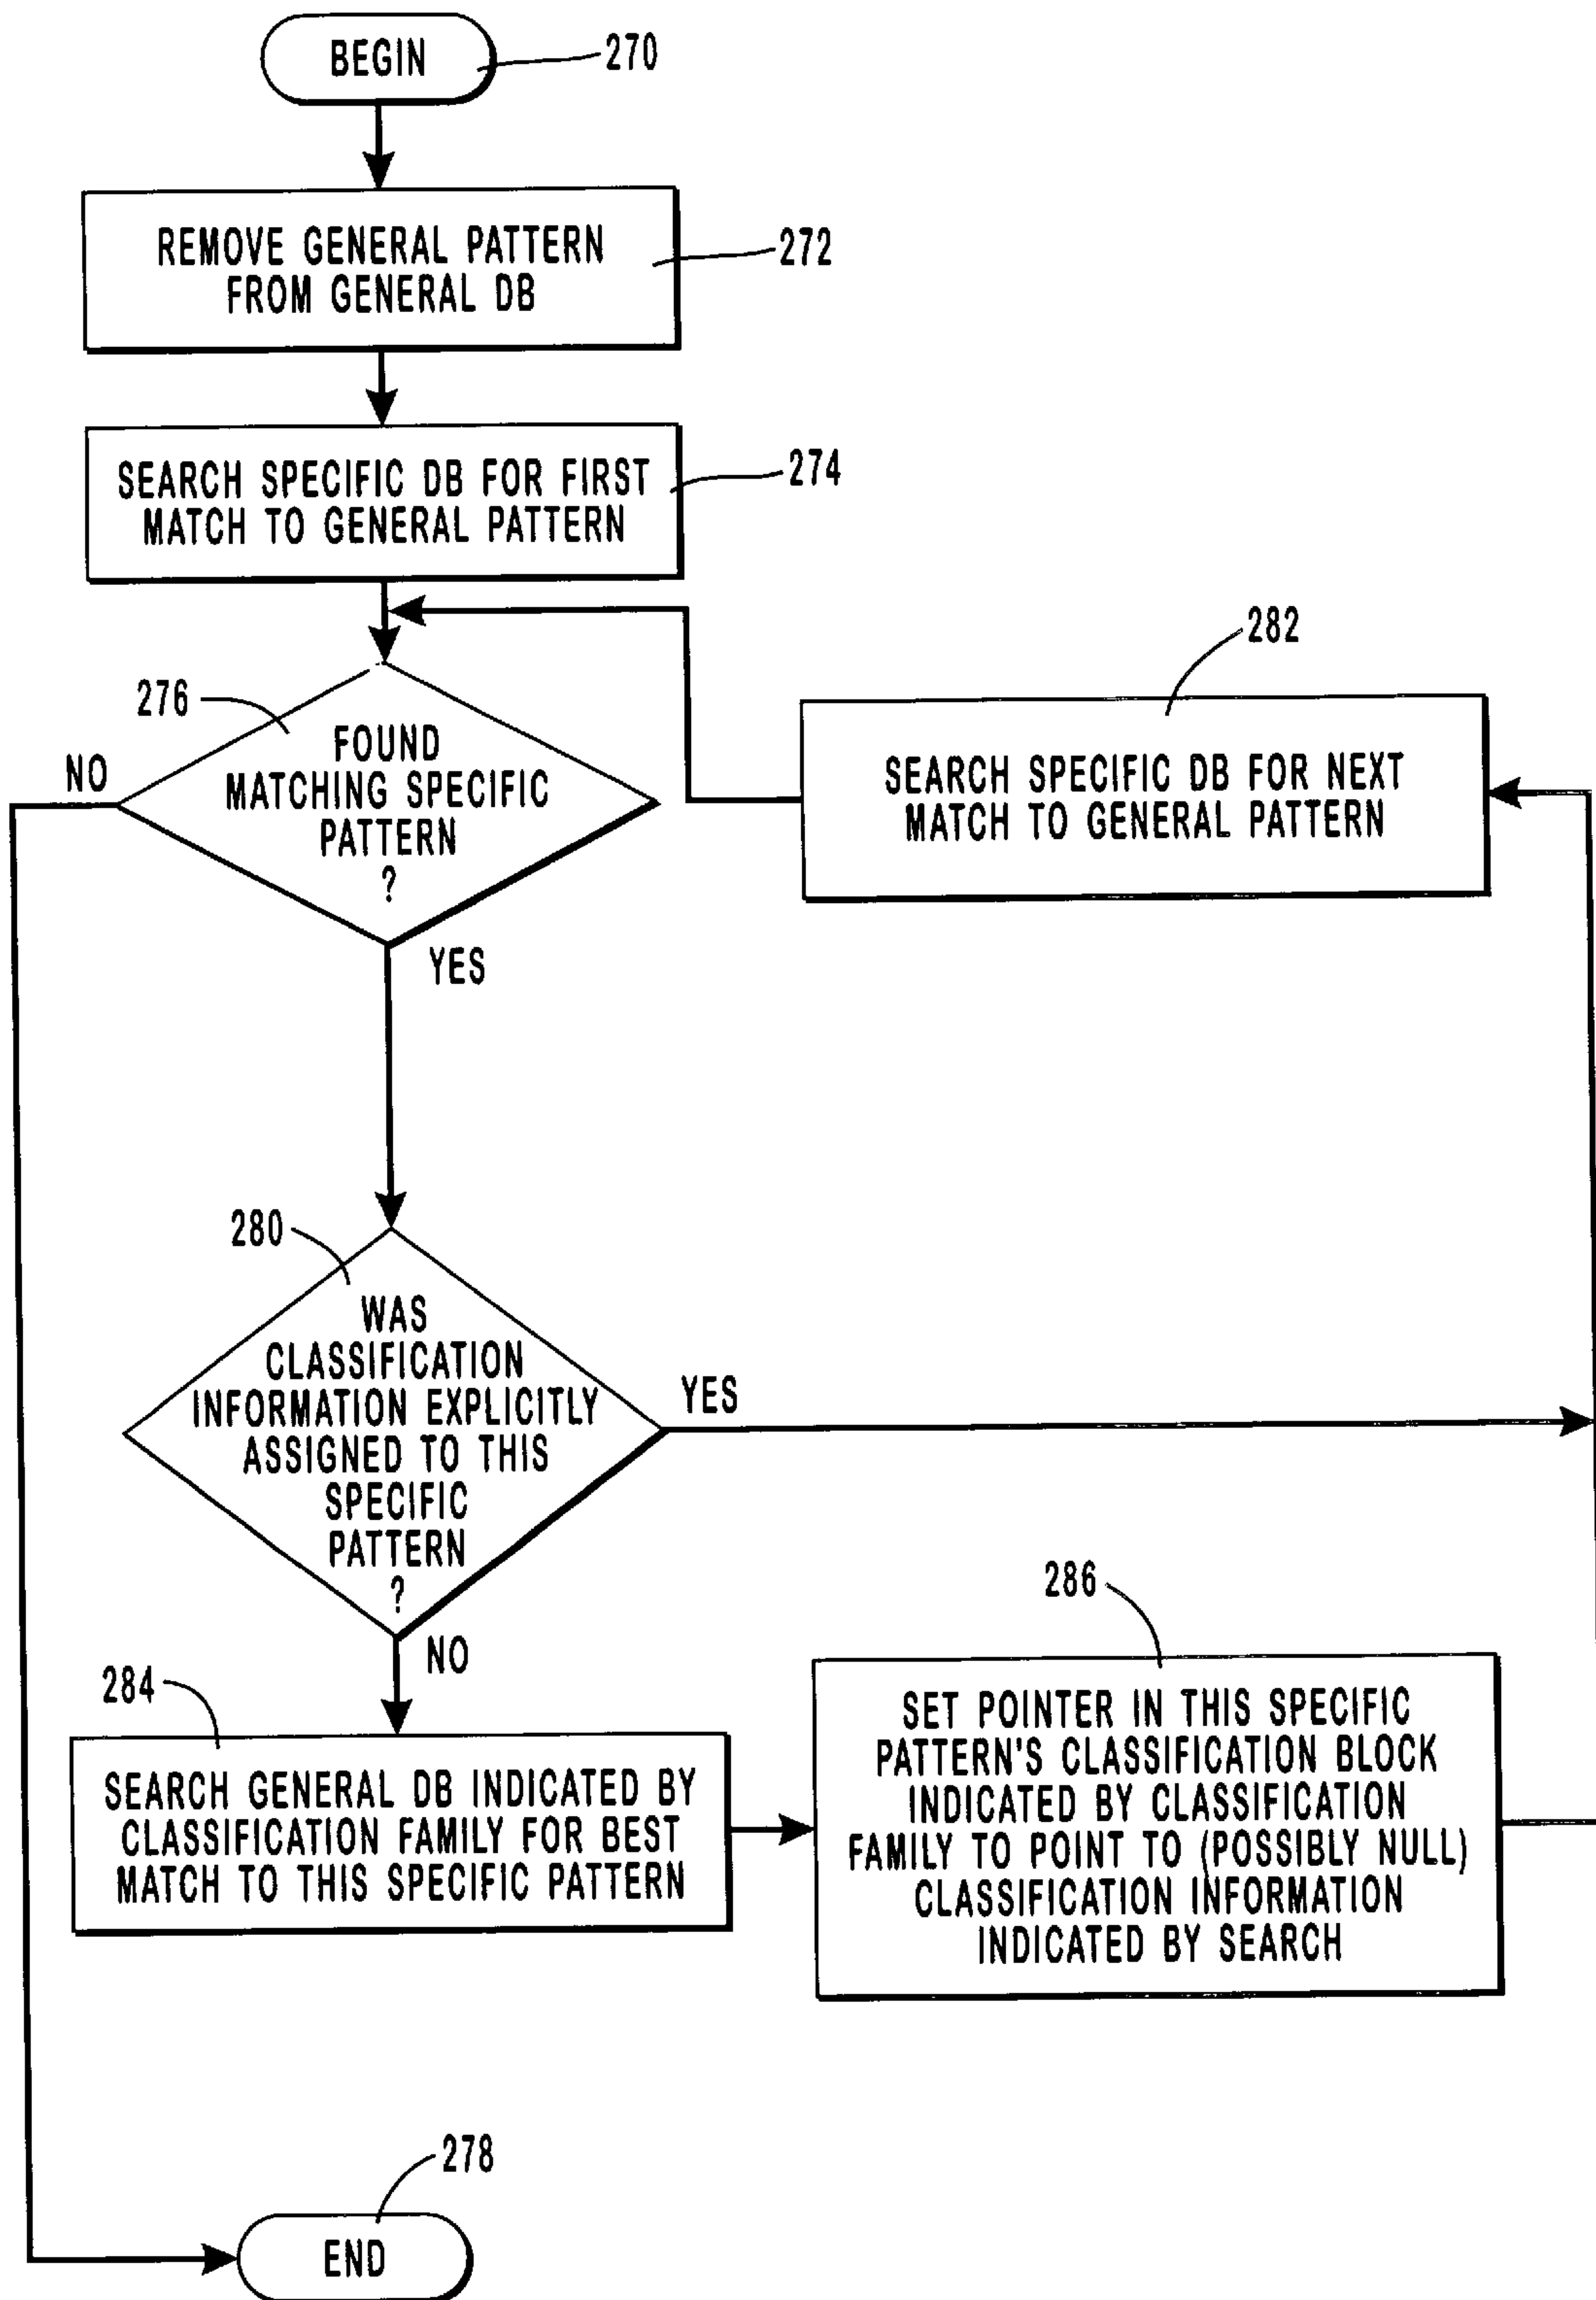 BEGIN
270
REMOVE GENERAL PATTERN
FROM GENERAL DB
272
SEARCH SPECIFIC DB FOR FIRST
MATCH TO GENERAL PATTERN
274
276
FOUND
MATCHING SPECIFIC
PATTERN
?
NO
YES
282
SEARCH SPECIFIC DB FOR NEXT
MATCH TO GENERAL PATTERN
280
WAS
CLASSIFICATION
INFORMATION EXPLICITLY
ASSIGNED TO THIS
SPECIFIC
PATTERN
?
YES
NO
284
SEARCH GENERAL DB INDICATED BY
CLASSIFICATION FAMILY FOR BEST
MATCH TO THIS SPECIFIC PATTERN
286
SET POINTER IN THIS SPECIFIC
PATTERN'S CLASSIFICATION BLOCK
INDICATED BY CLASSIFICATION
FAMILY TO POINT TO (POSSIBLY NULL)
CLASSIFICATION INFORMATION
INDICATED BY SEARCH
278
END